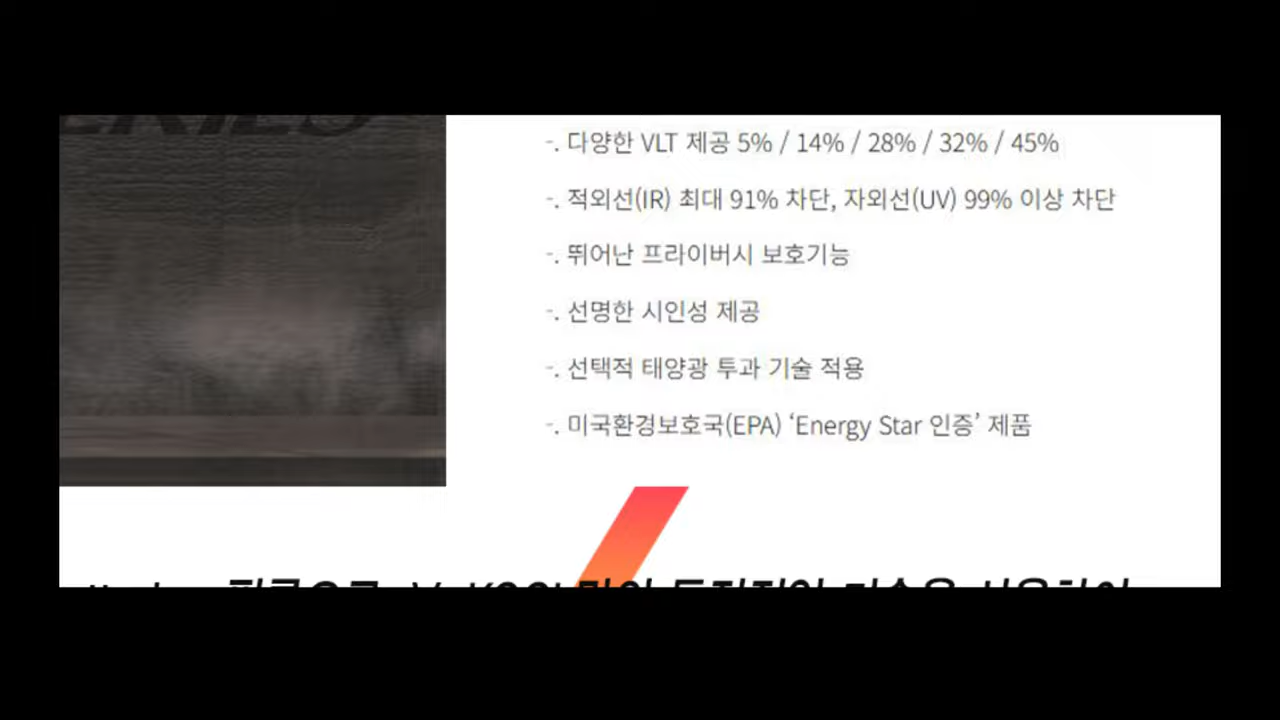 -. 다양한 VLT 제공 5% / 14% / 28% / 32% / 45%
-. 적외선(IR) 최대 91% 차단, 자외선(UV) 99% 이상 차단
-. 뛰어난 프라이버시 보호기능
-. 선명한 시인성 제공
-. 선택적 태양광 투과 기술 적용
-. 미국환경보호국(EPA) ‘Energy Star 인증’ 제품